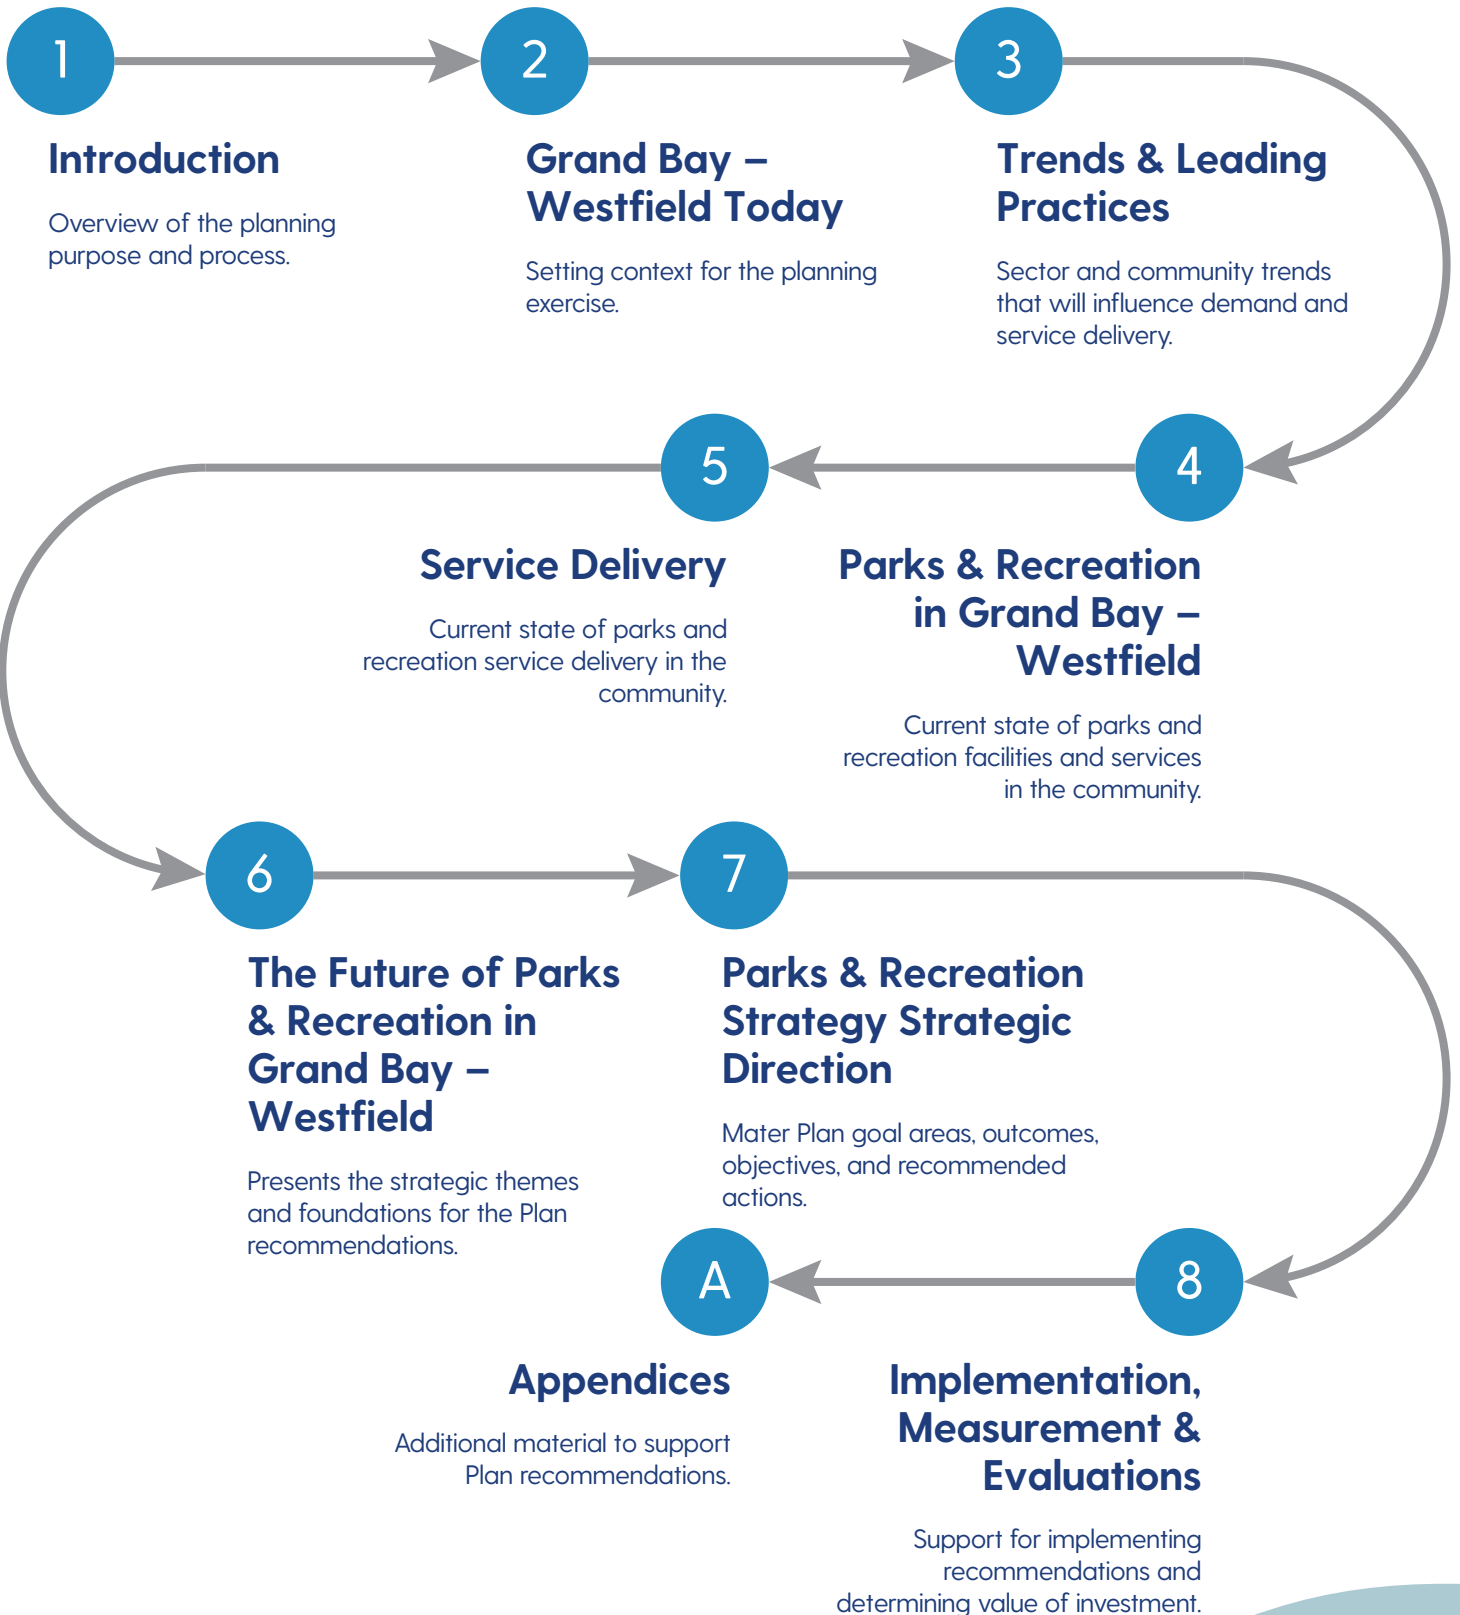 1
Introduction
Overview of the planning
purpose and process.
2
Grand Bay –
Westfield Today
Setting context for the planning
exercise.
3
Trends & Leading
Practices
Sector and community trends
that will influence demand and
service delivery.
4
Parks & Recreation
in Grand Bay –
Westfield
Current state of parks and
recreation facilities and services
in the community.
5
Service Delivery
Current state of parks and
recreation service delivery in the
community.
6
The Future of Parks
& Recreation in
Grand Bay –
Westfield
Presents the strategic themes
and foundations for the Plan
recommendations.
7
Parks & Recreation
Strategy Strategic
Direction
Mater Plan goal areas, outcomes,
objectives, and recommended
actions.
8
Implementation,
Measurement &
Evaluations
Support for implementing
recommendations and
determining value of investment.
A
Appendices
Additional material to support
Plan recommendations.